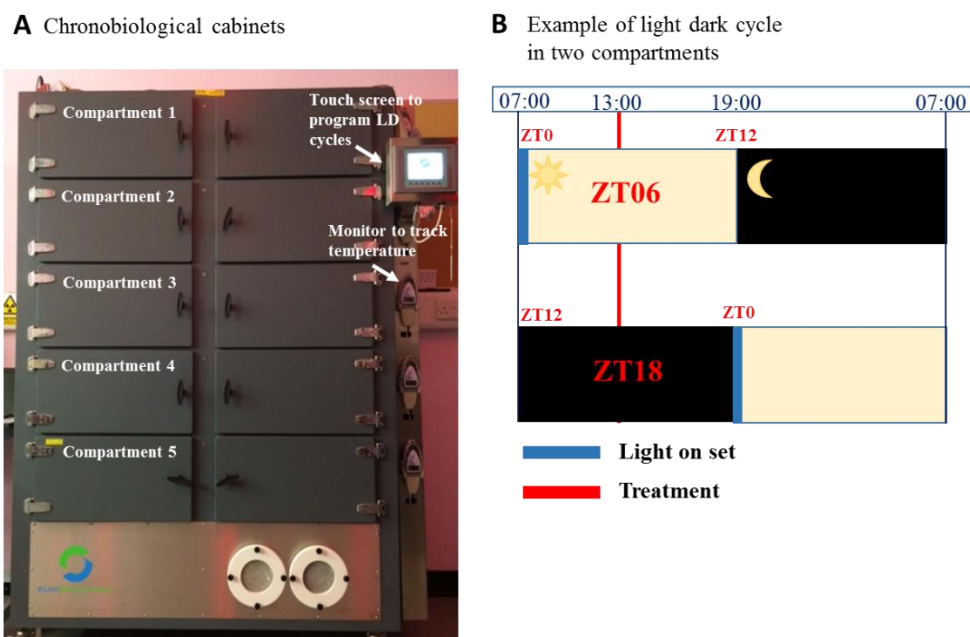 A Chronobiological cabinets
Compartment 1
Compartment 2
Compartment 3
Compartment 4
Compartment 5
Touch screen to
program LD
cycles
Monitor to track
temperature
B Example of light dark cycle
in two compartments
07:00 13:00 19:00 07:00
ZT0 ZT12
ZT06
ZT12 ZT0
ZT18
Light on set
Treatment